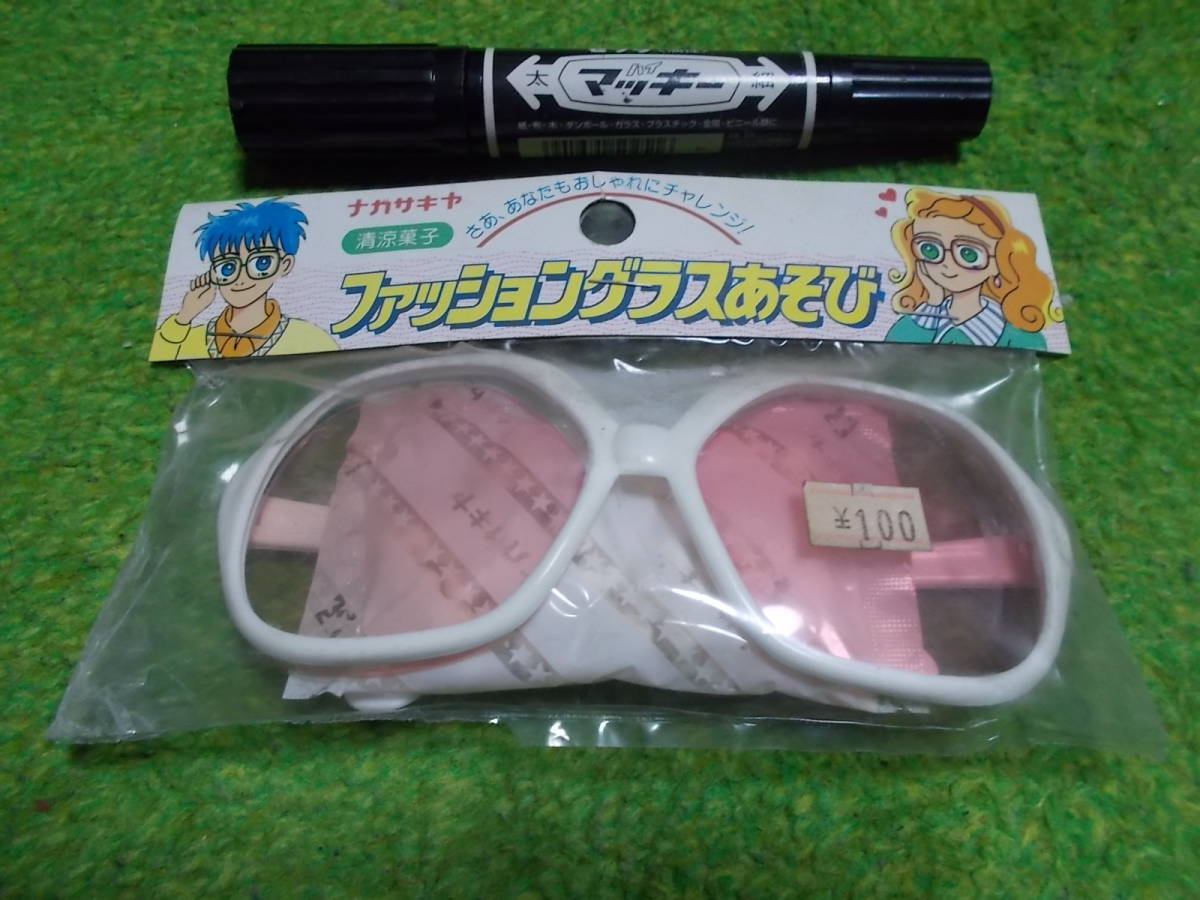 太 ハイ マッキー 細
紙・布・木・ダンボール・ガラス・プラスチック・金属・ビニール類に
さあ、あなたもおしゃれにチャレンジ!
ナガサキヤ
清涼菓子
ファッショングラスあそび
¥100